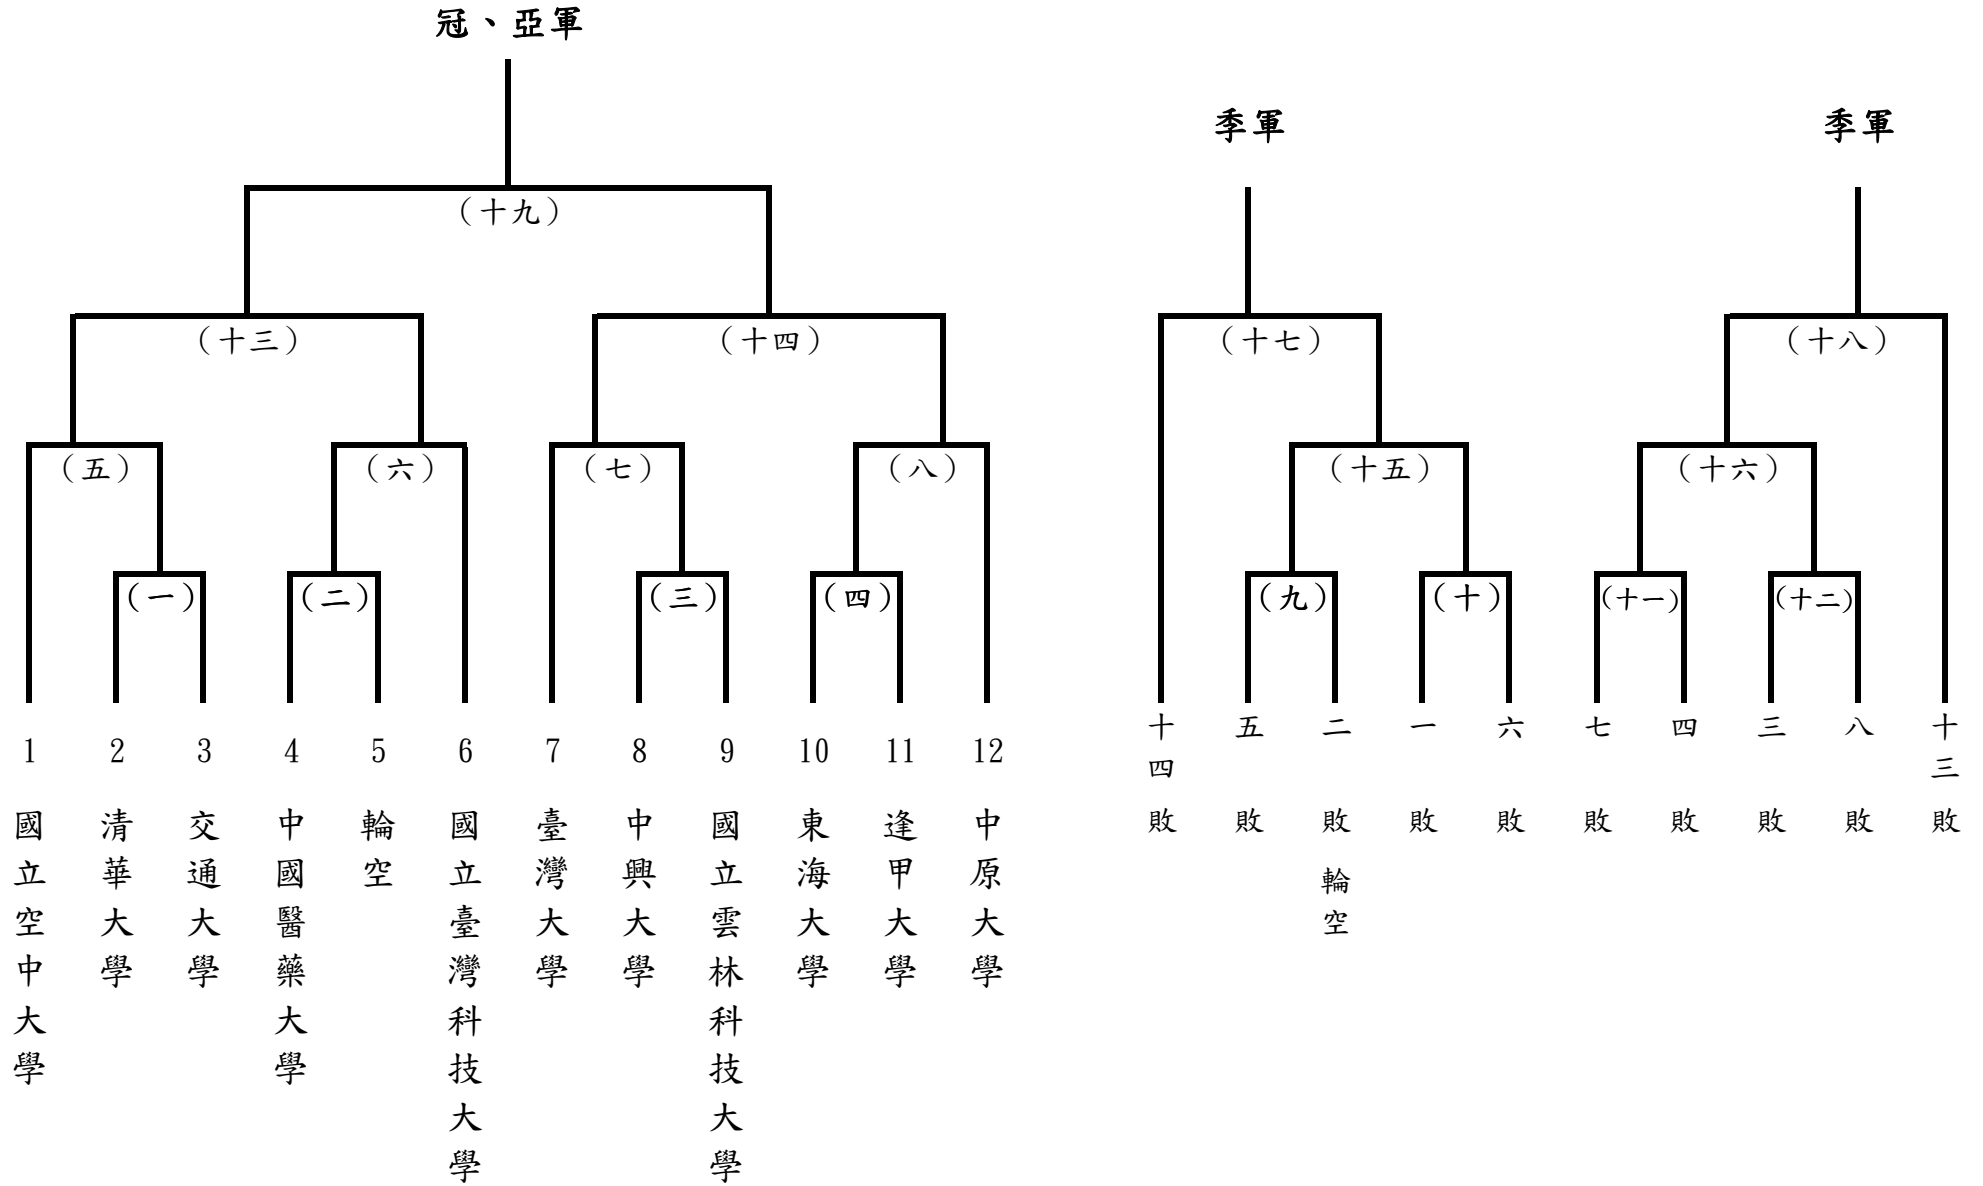 冠、亞軍
季軍
季軍
（十九）
（十三）
（十四）
（十七）
（十八）
（五）
（六）
（七）
（八）
（十五）
（十六）
（一）
（二）
（三）
（四）
（九）
（十）
（十一）
（十二）
1 國立空中大學
2 清華大學
3 交通大學
4 中國醫藥大學
5 輪空
6 國立臺灣科技大學
7 臺灣大學
8 中興大學
9 國立雲林科技大學
10 東海大學
11 逢甲大學
12 中原大學
十四敗
五敗
二敗 輪空
一敗
六敗
七敗
四敗
三敗
八敗
十三敗